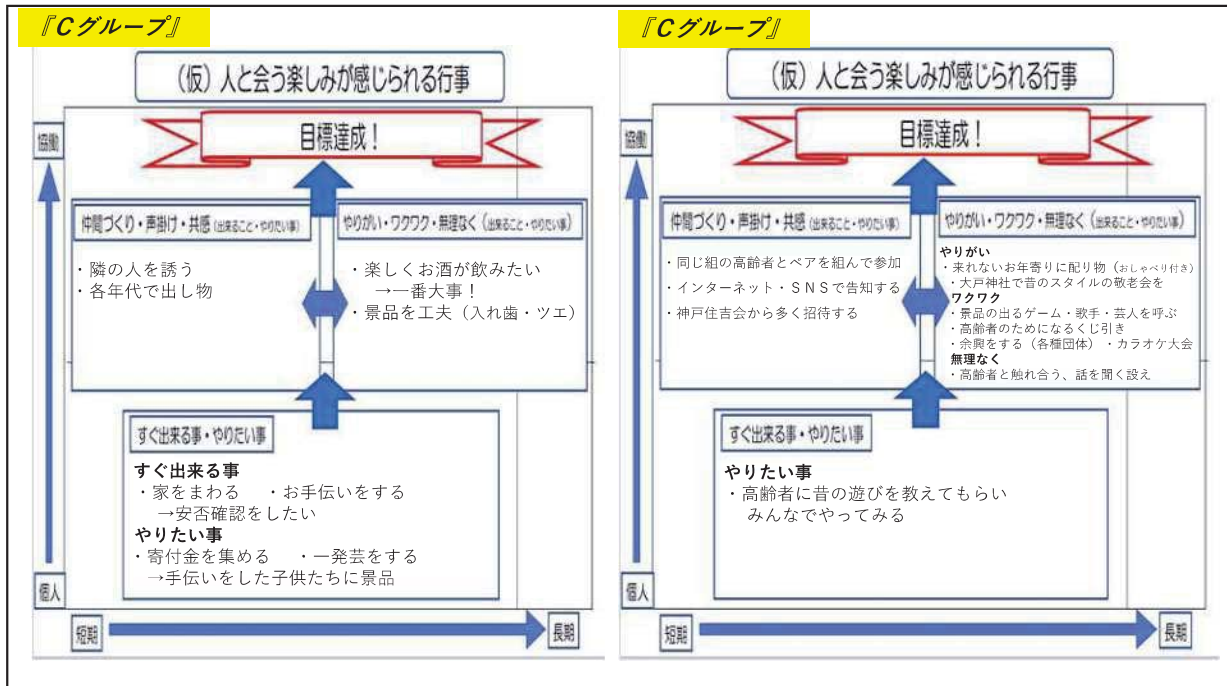 『Cグループ』
（仮）人と会う楽しみが感じられる行事
目標達成！
協働
仲間づくり・声掛け・共感（出来ること・やりたい事）
・隣の人を誘う
・各年代で出し物
やりがい・ワクワク・無理なく（出来ること・やりたい事）
・楽しくお酒が飲みたい
→一番大事！
・景品を工夫（入れ歯・ツエ）
すぐ出来る事・やりたい事
すぐ出来る事
・家をまわる　・お手伝いをする
→安否確認をしたい
やりたい事
・寄付金を集める　・一発芸をする
→手伝いをした子供たちに景品
個人
短期
長期
『Cグループ』
（仮）人と会う楽しみが感じられる行事
目標達成！
協働
仲間づくり・声掛け・共感（出来ること・やりたい事）
・同じ組の高齢者とペアを組んで参加
・インターネット・ＳＮＳで告知する
・神戸住吉会から多く招待する
やりがい・ワクワク・無理なく（出来ること・やりたい事）
やりがい
・来れないお年寄りに配り物（おしゃべり付き）
・大戸神社で昔のスタイルの敬老会を
ワクワク
・景品の出るゲーム・歌手・芸人を呼ぶ
・高齢者のためになるくじ引き
・余興をする（各種団体）・カラオケ大会
無理なく
・高齢者と触れ合う、話を聞く設え
すぐ出来る事・やりたい事
やりたい事
・高齢者に昔の遊びを教えてもらい
みんなでやってみる
個人
短期
長期